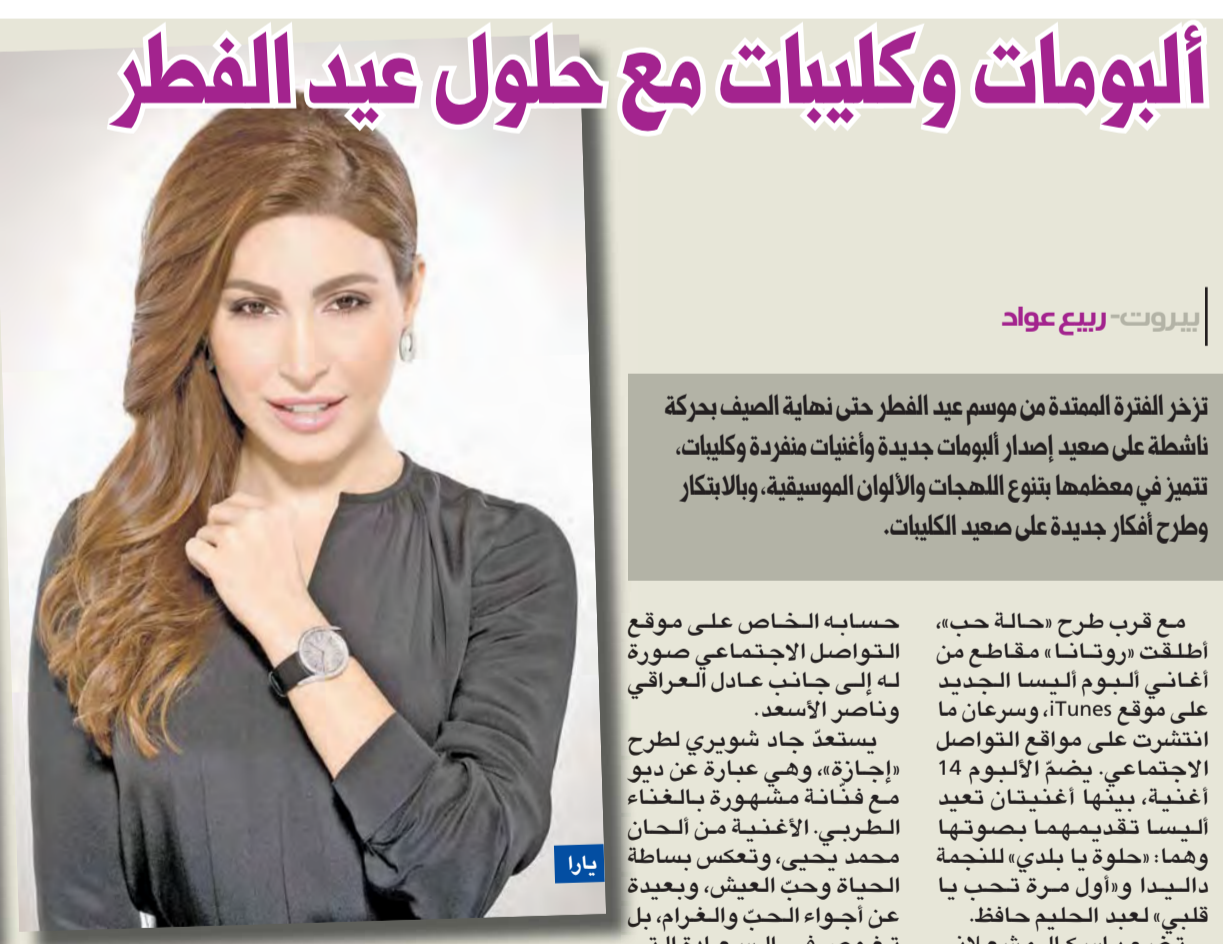 ألبومات وكليبات مع حلول عيد الفطر
بيروت- ربيع عواد
تزخر الفترة الممتدة من موسم عيد الفطر حتى نهاية الصيف بحركة
ناشطة على صعيد إصدار ألبومات جديدة وأغنيات منفردة وكليبات،
تتميز في معظمها بتنوع اللهجات والألوان الموسيقية، وبالابتكار
وطرح أفكار جديدة على صعيد الكليبات.
مع قرب طرح «حالة حب»،
أطلقت «روتانا» مقاطع من
أغاني ألبوم أليسا الجديد
على موقع iTunes، وسرعان ما
انتشرت على مواقع التواصل
الاجتماعي. يضمّ الألبوم 14
أغنية، بينها أغنيتان تعيد
أليسا تقديمهما بصوتها
وهما: «حلوة يا بلدي» للنجمة
داليدا و«أول مرة تحب يا
قلبي» لعبد الحليم حافظ.
حسابه الخاص على موقع
التواصل الاجتماعي صورة
له إلى جانب عادل العراقي
وناصر الأسعد.
يستعدّ جاد شويري لطرح
«إجازة»، وهي عبارة عن ديو
مع فنّانة مشهورة بالغناء
الطربي. الأغنية من ألحان
محمد يحيى، وتعكس بساطة
الحياة وحبّ العيش، وبعيدة
عن أجواء الحبّ والغرام، بل
يارا